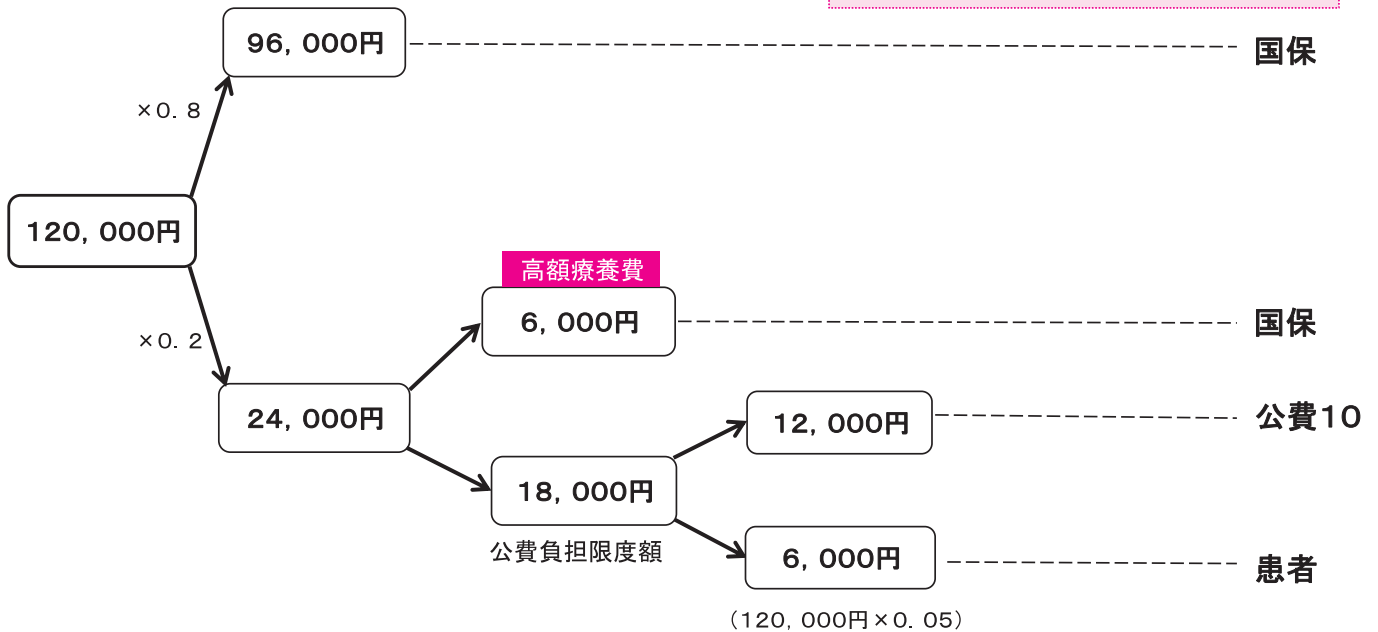 96，000円
国保
×0．8
120，000円
高額療養費
6，000円
国保
×0．2
24，000円
12，000円
公費10
18，000円
公費負担限度額
6，000円
患者
（120，000円×0．05）